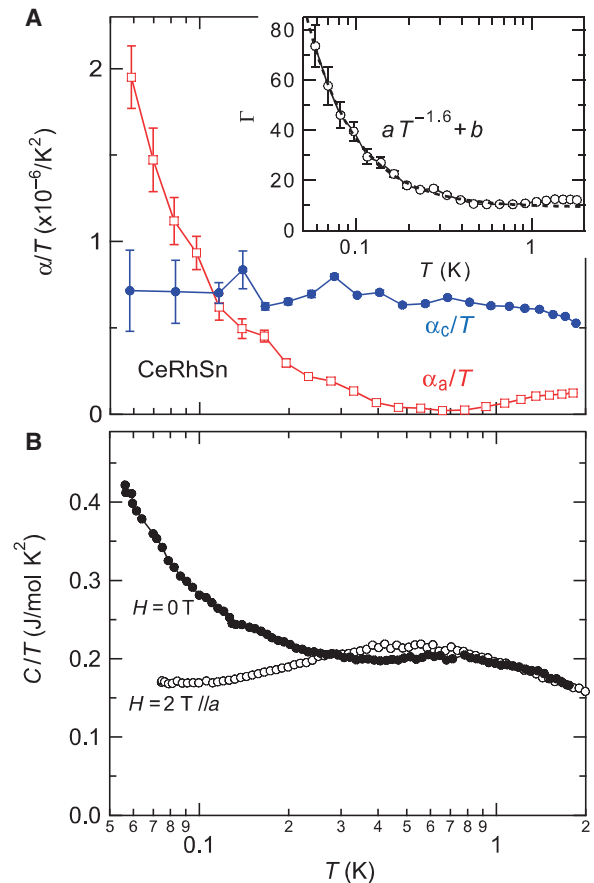 A
α/T (x10⁻⁶/K²)
2
1
0
CeRhSn
α_c/T
α_a/T
Γ
80
60
40
20
0
a T⁻¹·⁶ + b
0.1
1
T (K)
B
C/T (J/mol K²)
0.4
0.3
0.2
0.1
0.0
H = 0 T
H = 2 T //a
5 6 7 8 9 2 3 4 5 6 7 8 9 2
0.1 1
T (K)